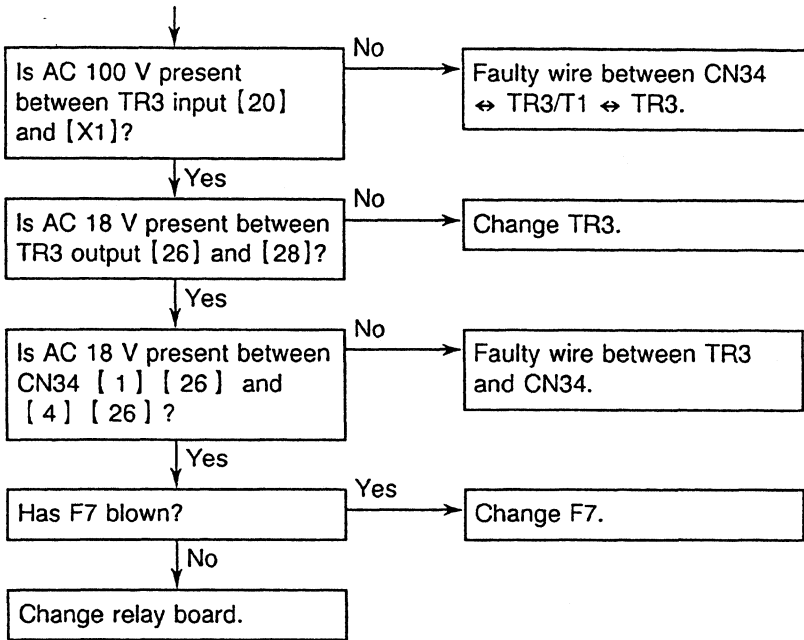 Is AC 100 V present
between TR3 input [20]
and [X1]?
No
Faulty wire between CN34
⇔ TR3/T1 ⇔ TR3.
Yes
Is AC 18 V present between
TR3 output [26] and [28]?
No
Change TR3.
Yes
Is AC 18 V present between
CN34 [ 1 ] [ 26 ] and
[ 4 ] [ 26 ] ?
No
Faulty wire between TR3
and CN34.
Yes
Has F7 blown?
Yes
Change F7.
No
Change relay board.